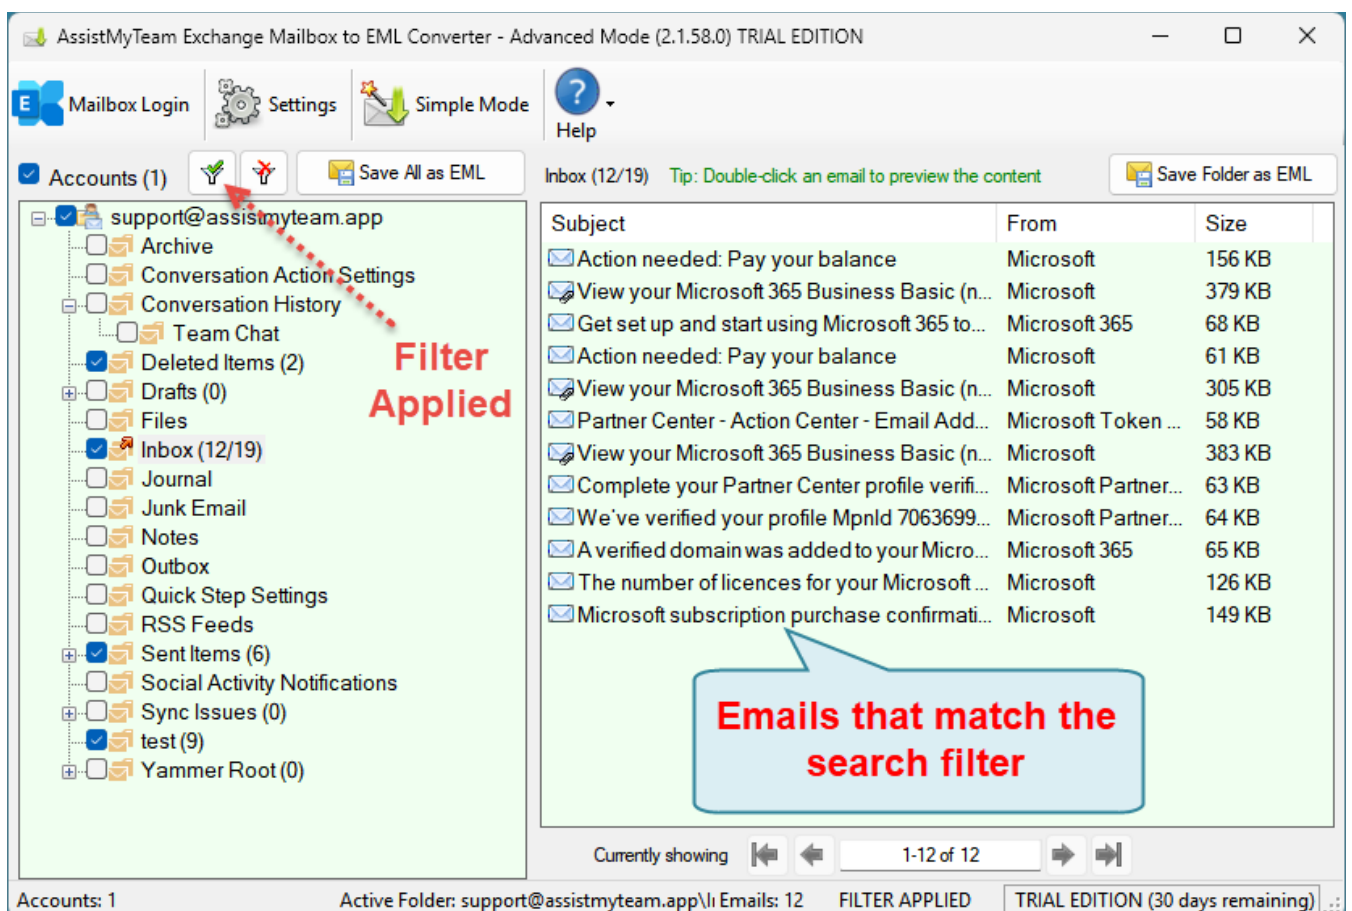 AssistMyTeam Exchange Mailbox to EML Converter - Advanced Mode (2.1.58.0) TRIAL EDITION
E Mailbox Login Settings Simple Mode ? Help
Accounts (1) Save All as EML
Inbox (12/19) Tip: Double-click an email to preview the content Save Folder as EML
support@assistmyteam.app
Archive
Conversation Action Settings
Conversation History
Team Chat
Deleted Items (2)
Drafts (0)
Files
Inbox (12/19)
Journal
Junk Email
Notes
Outbox
Quick Step Settings
RSS Feeds
Sent Items (6)
Social Activity Notifications
Sync Issues (0)
test (9)
Yammer Root (0)
Filter
Applied
Subject From Size
Action needed: Pay your balance Microsoft 156 KB
View your Microsoft 365 Business Basic (n... Microsoft 379 KB
Get set up and start using Microsoft 365 to... Microsoft 365 68 KB
Action needed: Pay your balance Microsoft 61 KB
View your Microsoft 365 Business Basic (n... Microsoft 305 KB
Partner Center - Action Center - Email Add... Microsoft Token ... 58 KB
View your Microsoft 365 Business Basic (n... Microsoft 383 KB
Complete your Partner Center profile verifi... Microsoft Partner... 63 KB
We've verified your profile MpnId 7063699... Microsoft Partner... 64 KB
A verified domain was added to your Micro... Microsoft 365 65 KB
The number of licences for your Microsoft ... Microsoft 126 KB
Microsoft subscription purchase confirmati... Microsoft 149 KB
Emails that match the
search filter
Currently showing 1-12 of 12
Accounts: 1 Active Folder: support@assistmyteam.app\I Emails: 12 FILTER APPLIED TRIAL EDITION (30 days remaining)